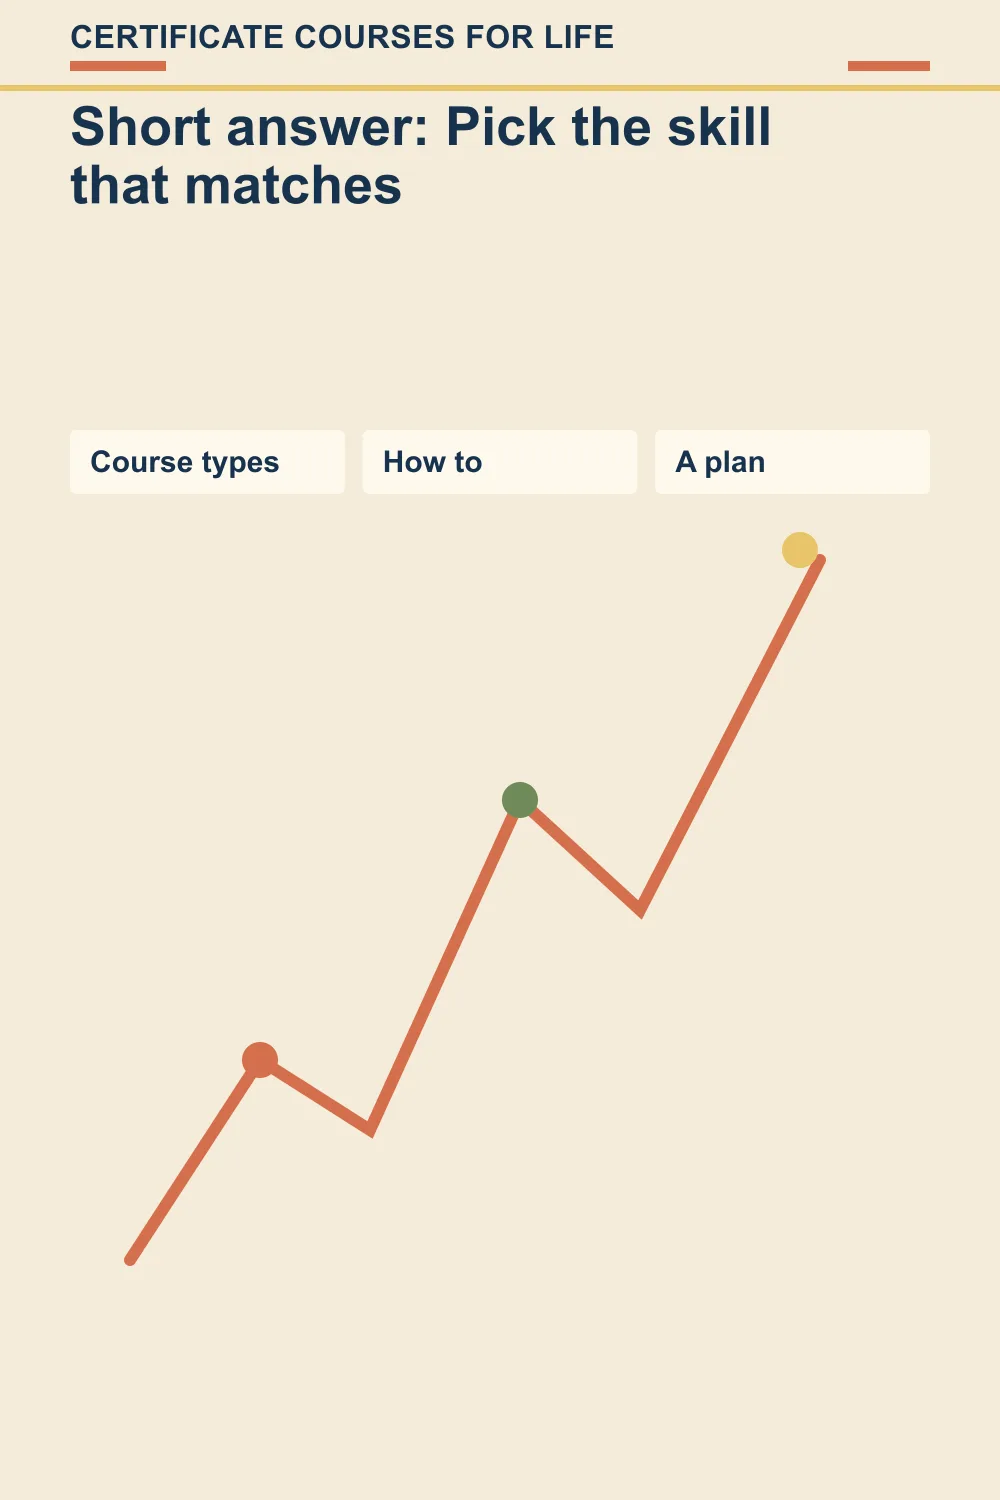 CERTIFICATE COURSES FOR LIFE
Short answer: Pick the skill
that matches
Course types
How to
A plan